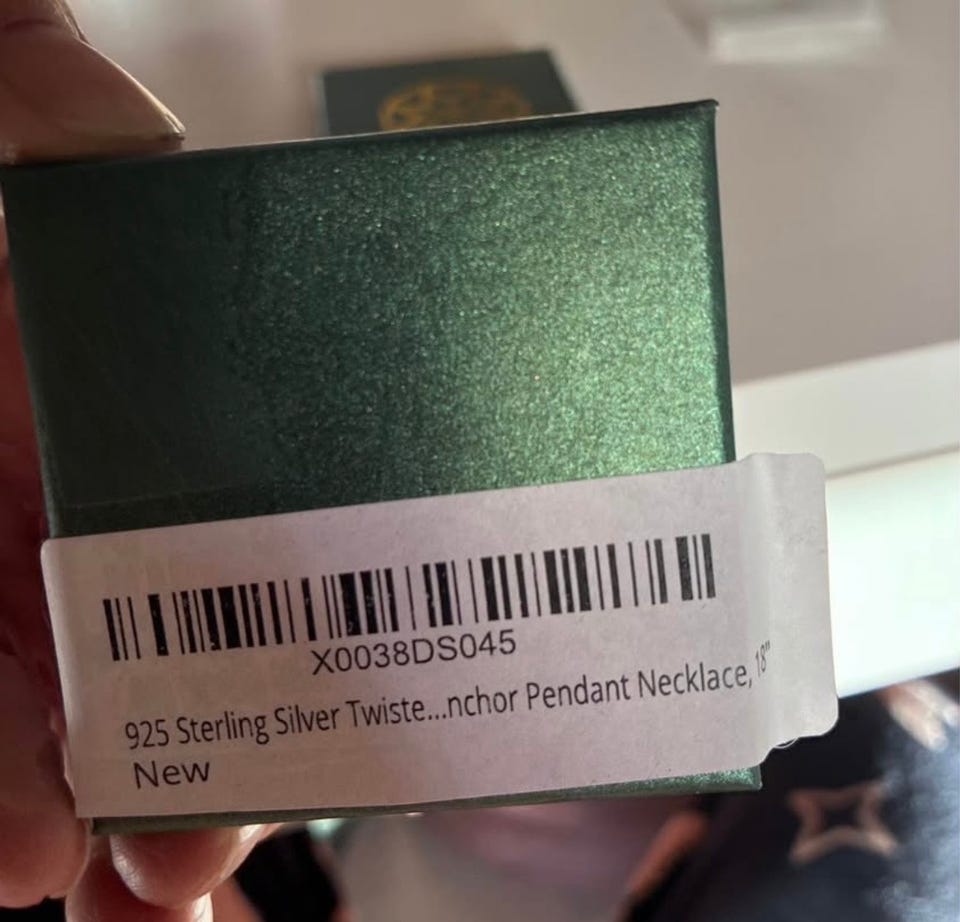 X0038DS045
925 Sterling Silver Twiste...nchor Pendant Necklace, 18"
New